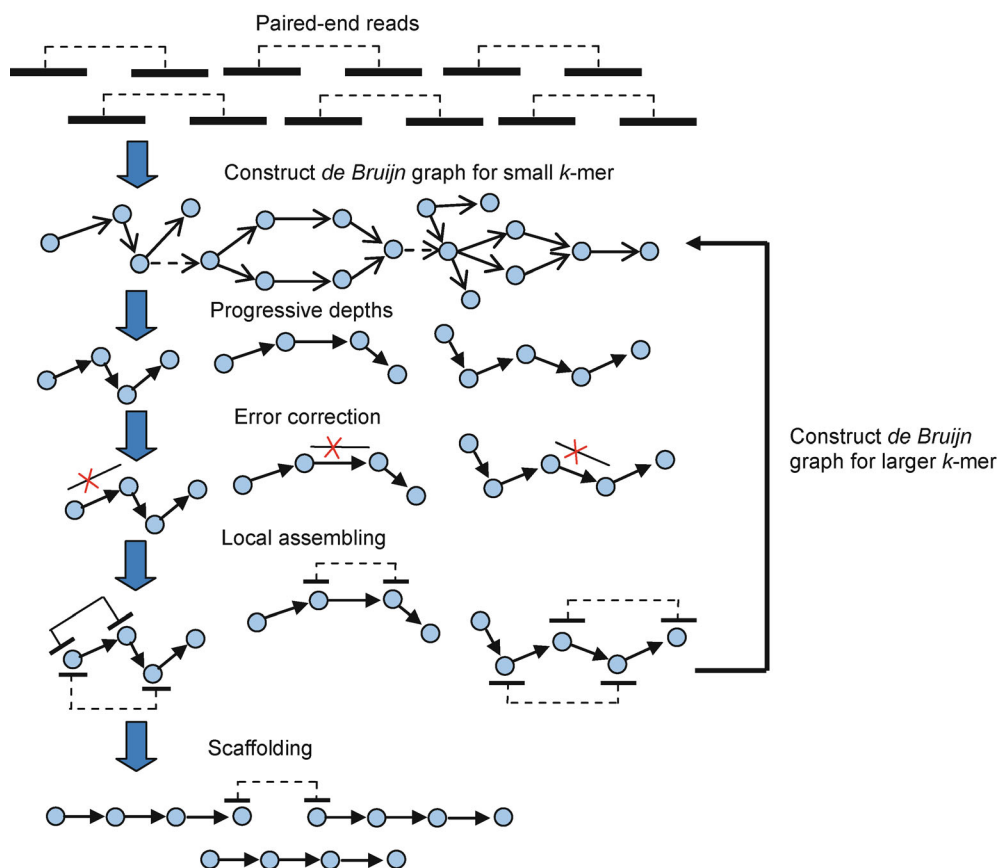 Paired-end reads
Construct de Bruijn graph for small k-mer
Progressive depths
Error correction
Construct de Bruijn
graph for larger k-mer
Local assembling
Scaffolding